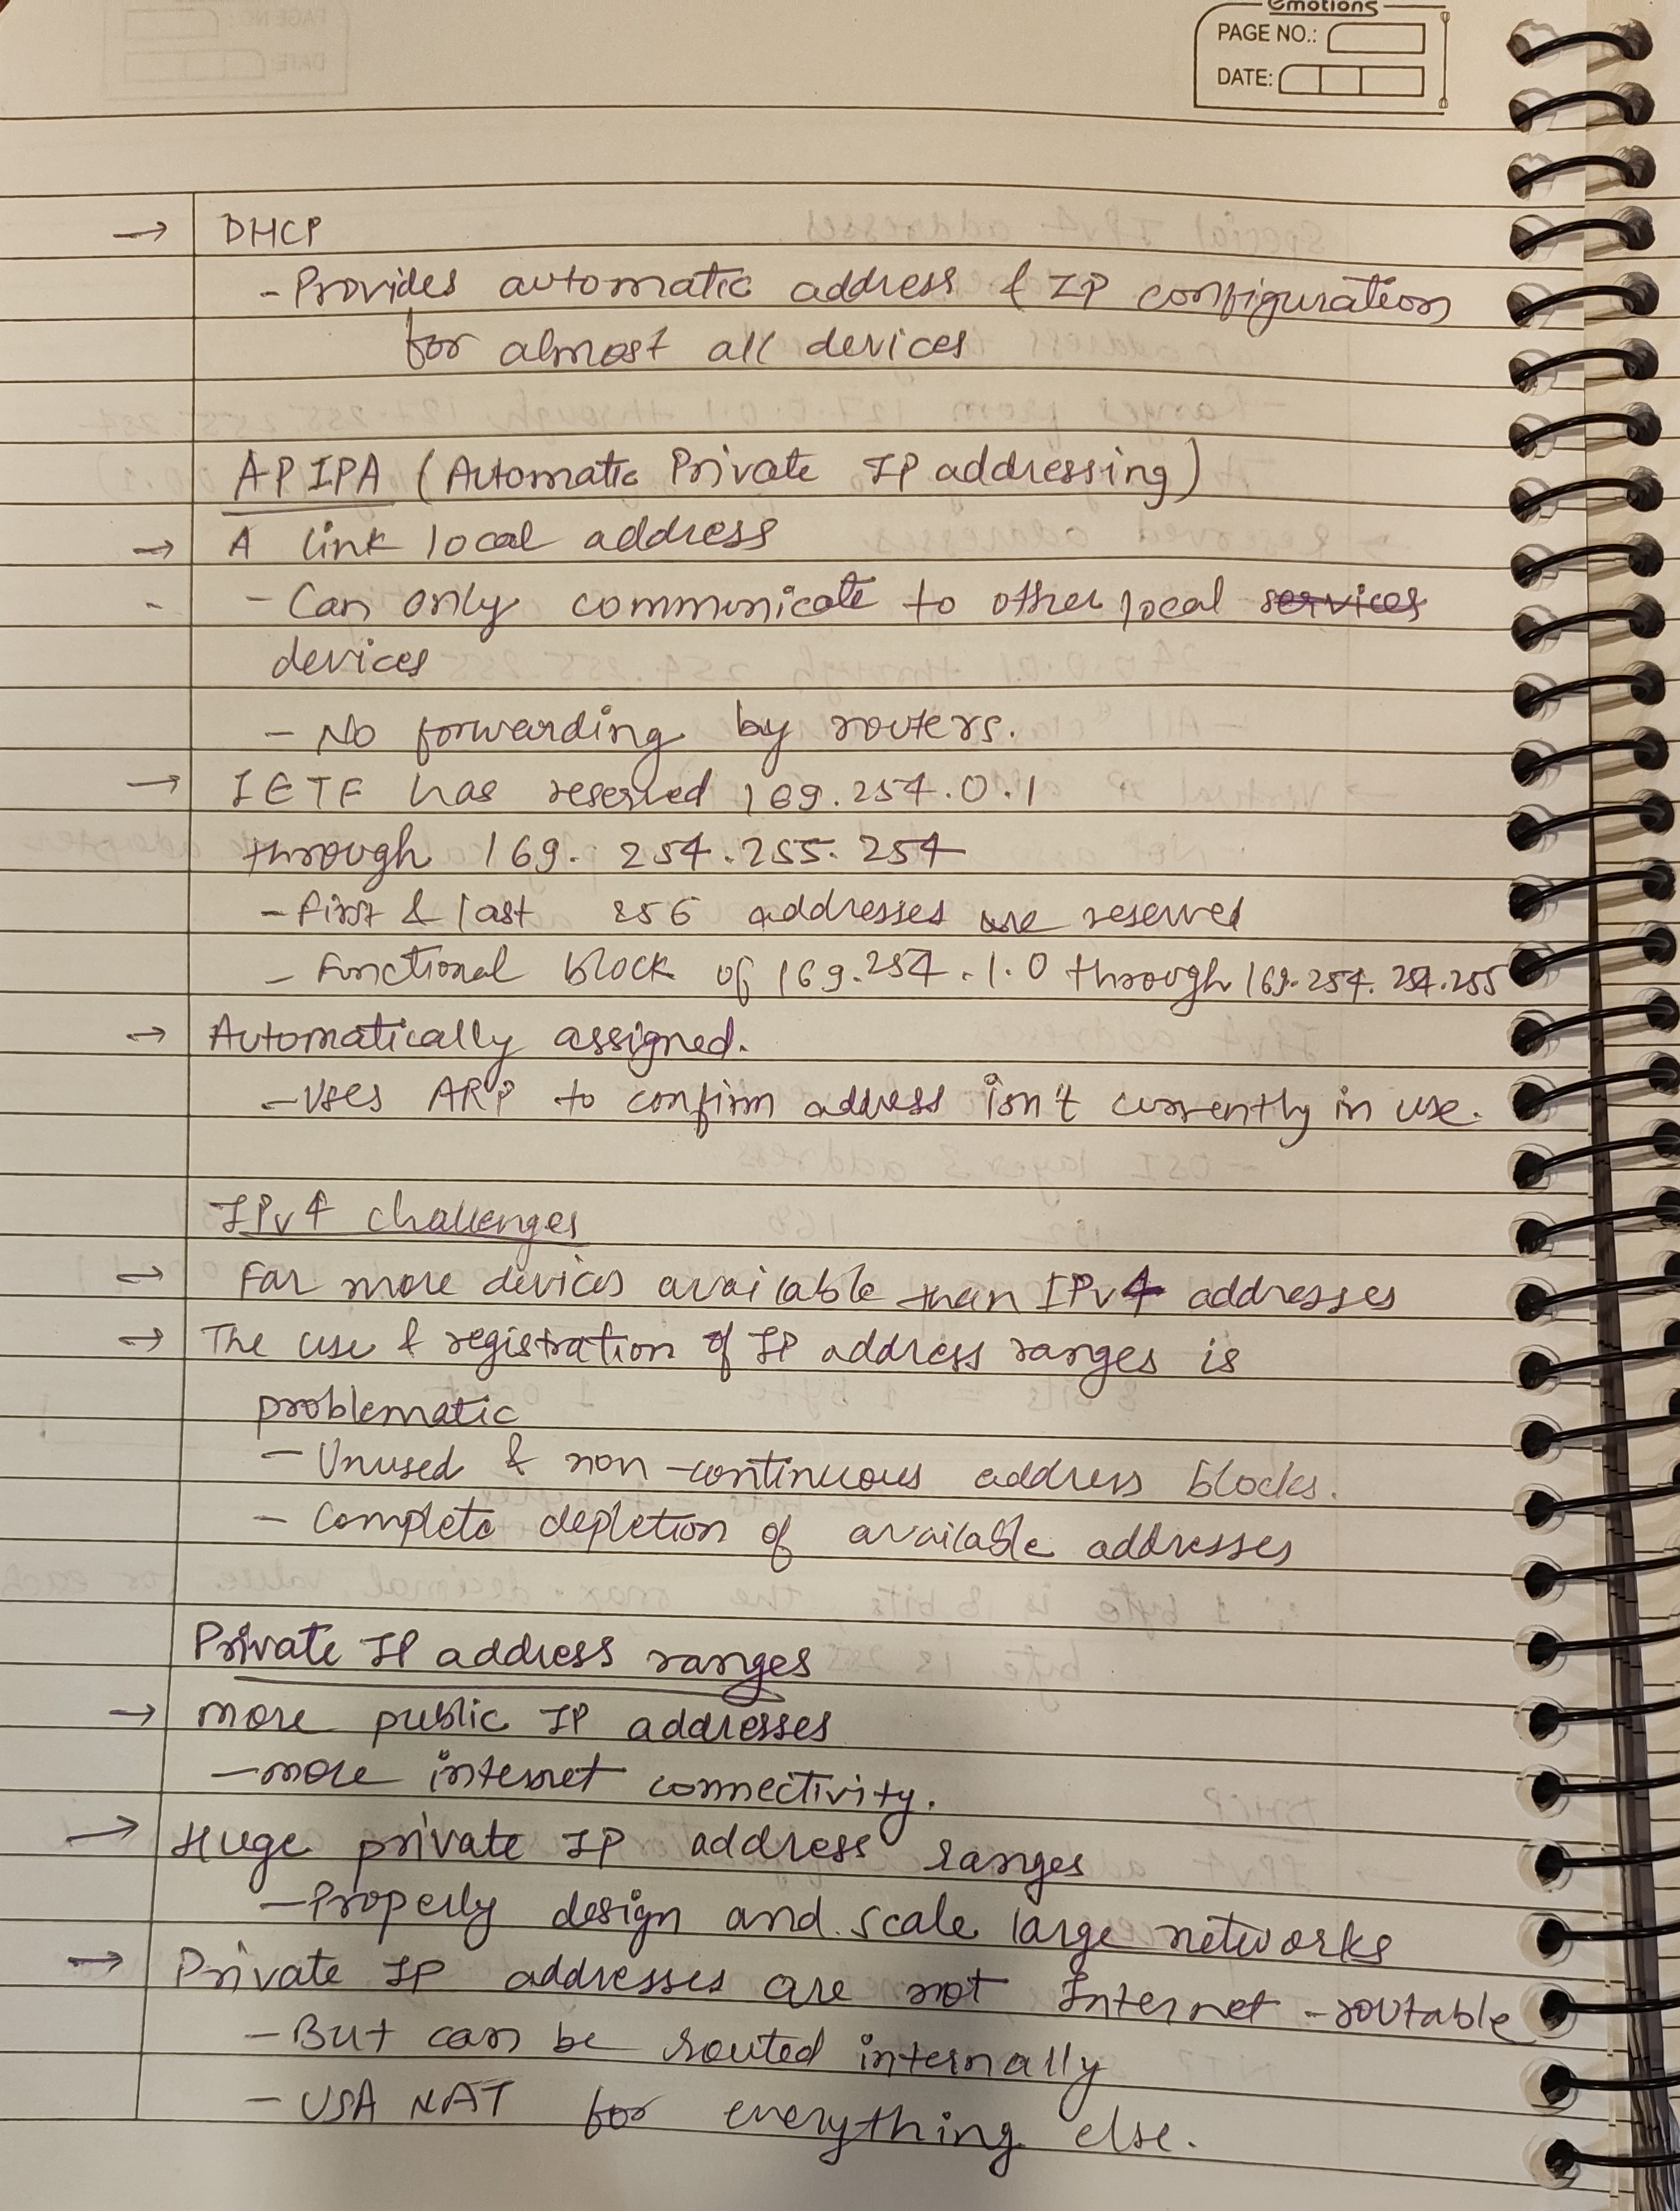 emotions
PAGE NO.:
DATE:
→ DHCP
- Provides automatic address & IP configuration
for almost all devices
APIPA (Automatic Private IP addressing)
→ A link local address
- - Can only communicate to other local services
devices
- No forwarding by routers.
→ IETF has reserved 169.254.0.1
through 169.254.255.254
- First & last 256 addresses are reserved
- Functional block of 169.254.1.0 through 169.254.254.255
→ Automatically assigned.
- Uses ARP to confirm address isn't currently in use.
IPv4 challenges
→ Far more devices available than IPv4 addresses
→ The use & registration of IP address ranges is
problematic
- Unused & non-continuous address blocks.
- Complete depletion of available addresses
Private IP address ranges
→ more public IP addresses
- more internet connectivity.
→ Huge private IP address ranges
- Properly design and scale large networks
→ Private IP addresses are not Internet-routable
- But can be routed internally
- USA NAT for everything else.